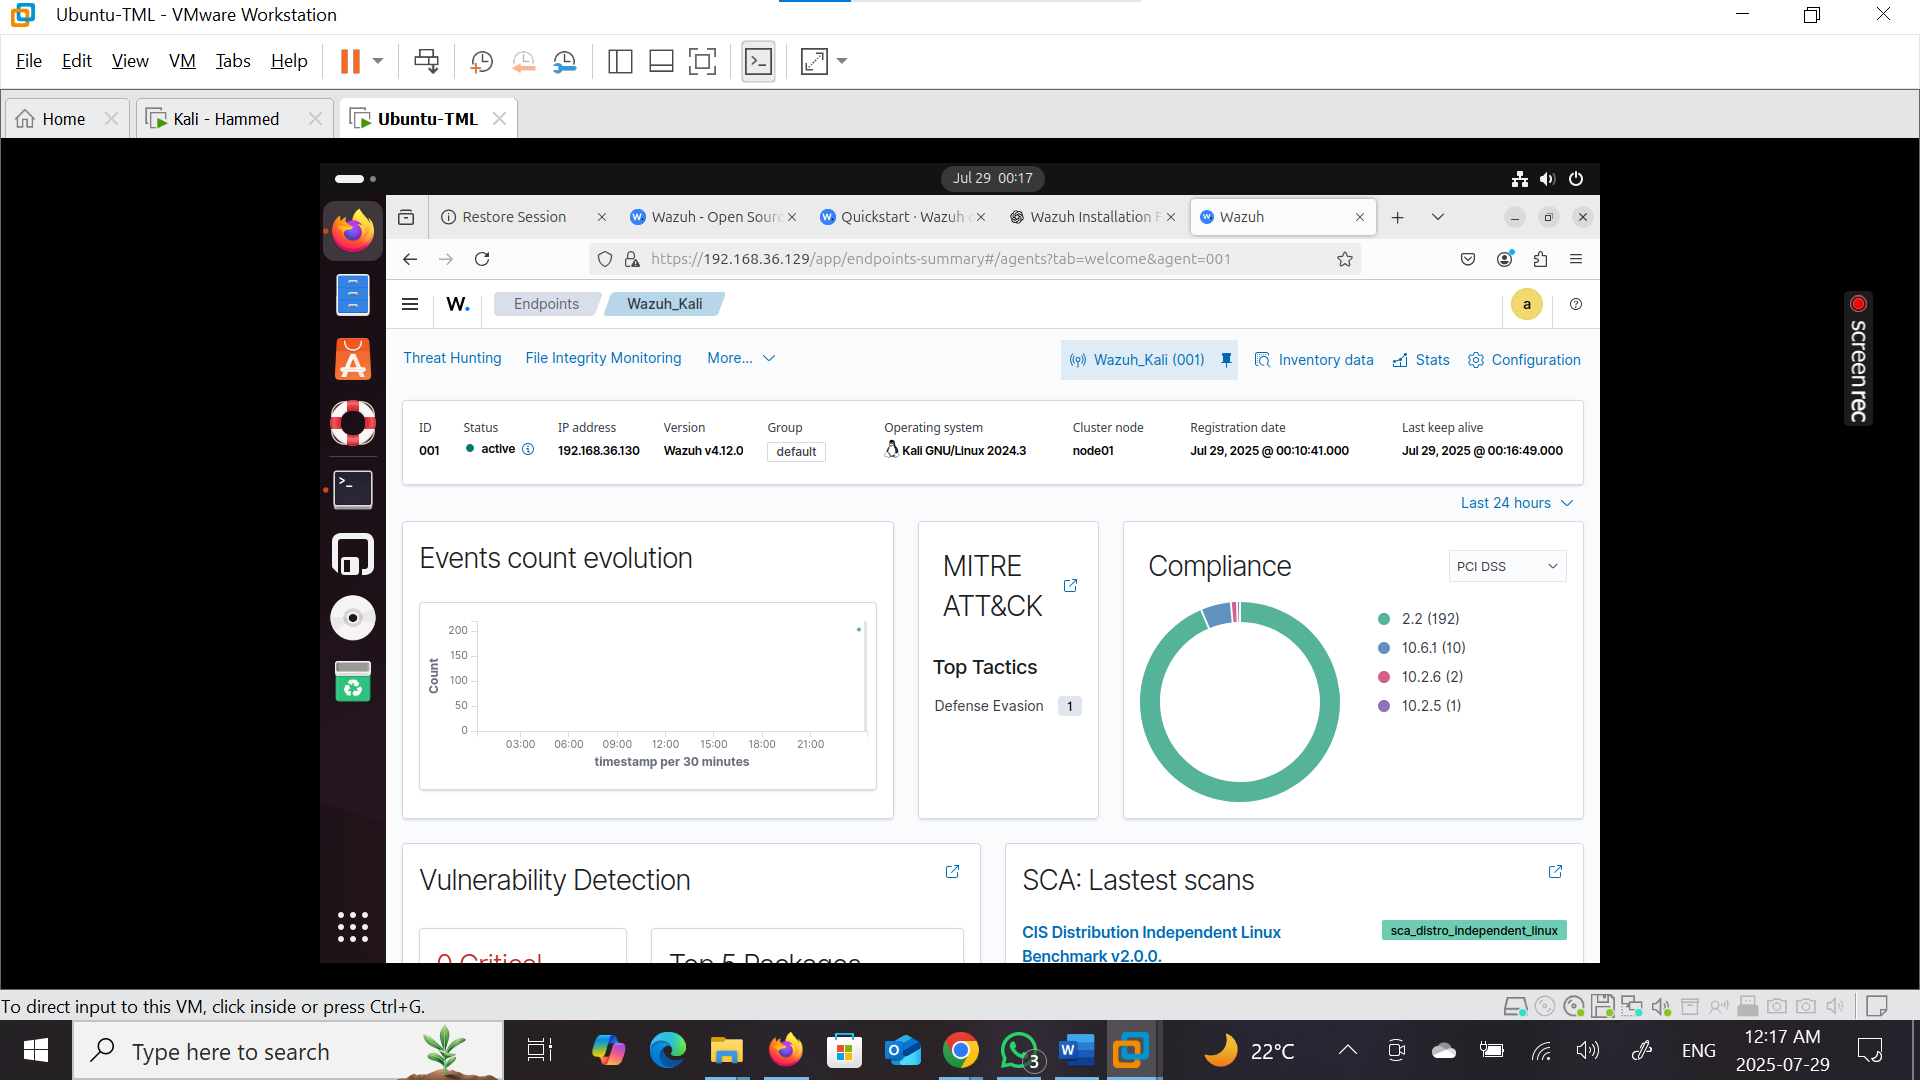 Ubuntu-TML - VMware Workstation
File Edit View VM Tabs Help
Home Kali - Hammed Ubuntu-TML
Jul 29 00:17
Restore Session Wazuh - Open Sourc Quickstart · Wazuh d Wazuh Installation F Wazuh
https://192.168.36.129/app/endpoints-summary#/agents?tab=welcome&agent=001
W. Endpoints Wazuh_Kali a
Threat Hunting File Integrity Monitoring More... Wazuh_Kali (001) Inventory data Stats Configuration
ID Status IP address Version Group Operating system Cluster node Registration date Last keep alive
001 active 192.168.36.130 Wazuh v4.12.0 default Kali GNU/Linux 2024.3 node01 Jul 29, 2025 @ 00:10:41.000 Jul 29, 2025 @ 00:16:49.000
Last 24 hours
Events count evolution
200
150
100
50
0
Count
03:00 06:00 09:00 12:00 15:00 18:00 21:00
timestamp per 30 minutes
MITRE
ATT&CK
Top Tactics
Defense Evasion 1
Compliance
PCI DSS
2.2 (192)
10.6.1 (10)
10.2.6 (2)
10.2.5 (1)
Vulnerability Detection
0 Critical
Top 5 Packages
SCA: Lastest scans
CIS Distribution Independent Linux
Benchmark v2.0.0.
sca_distro_independent_linux
screenrec
To direct input to this VM, click inside or press Ctrl+G.
Type here to search
3
22°C
ENG
12:17 AM
2025-07-29